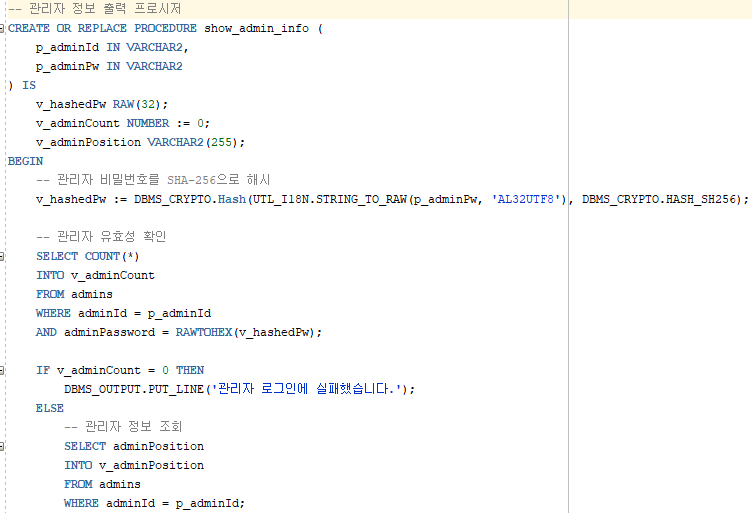 -- 관리자 정보 출력 프로시저
CREATE OR REPLACE PROCEDURE show_admin_info (
    p_adminId IN VARCHAR2,
    p_adminPw IN VARCHAR2
) IS
    v_hashedPw RAW(32);
    v_adminCount NUMBER := 0;
    v_adminPosition VARCHAR2(255);
BEGIN
    -- 관리자 비밀번호를 SHA-256으로 해시
    v_hashedPw := DBMS_CRYPTO.Hash(UTL_I18N.STRING_TO_RAW(p_adminPw, 'AL32UTF8'), DBMS_CRYPTO.HASH_SH256);
    -- 관리자 유효성 확인
    SELECT COUNT(*)
    INTO v_adminCount
    FROM admins
    WHERE adminId = p_adminId
    AND adminPassword = RAWTOHEX(v_hashedPw);
    IF v_adminCount = 0 THEN
        DBMS_OUTPUT.PUT_LINE('관리자 로그인에 실패했습니다.');
    ELSE
        -- 관리자 정보 조회
        SELECT adminPosition
        INTO v_adminPosition
        FROM admins
        WHERE adminId = p_adminId;